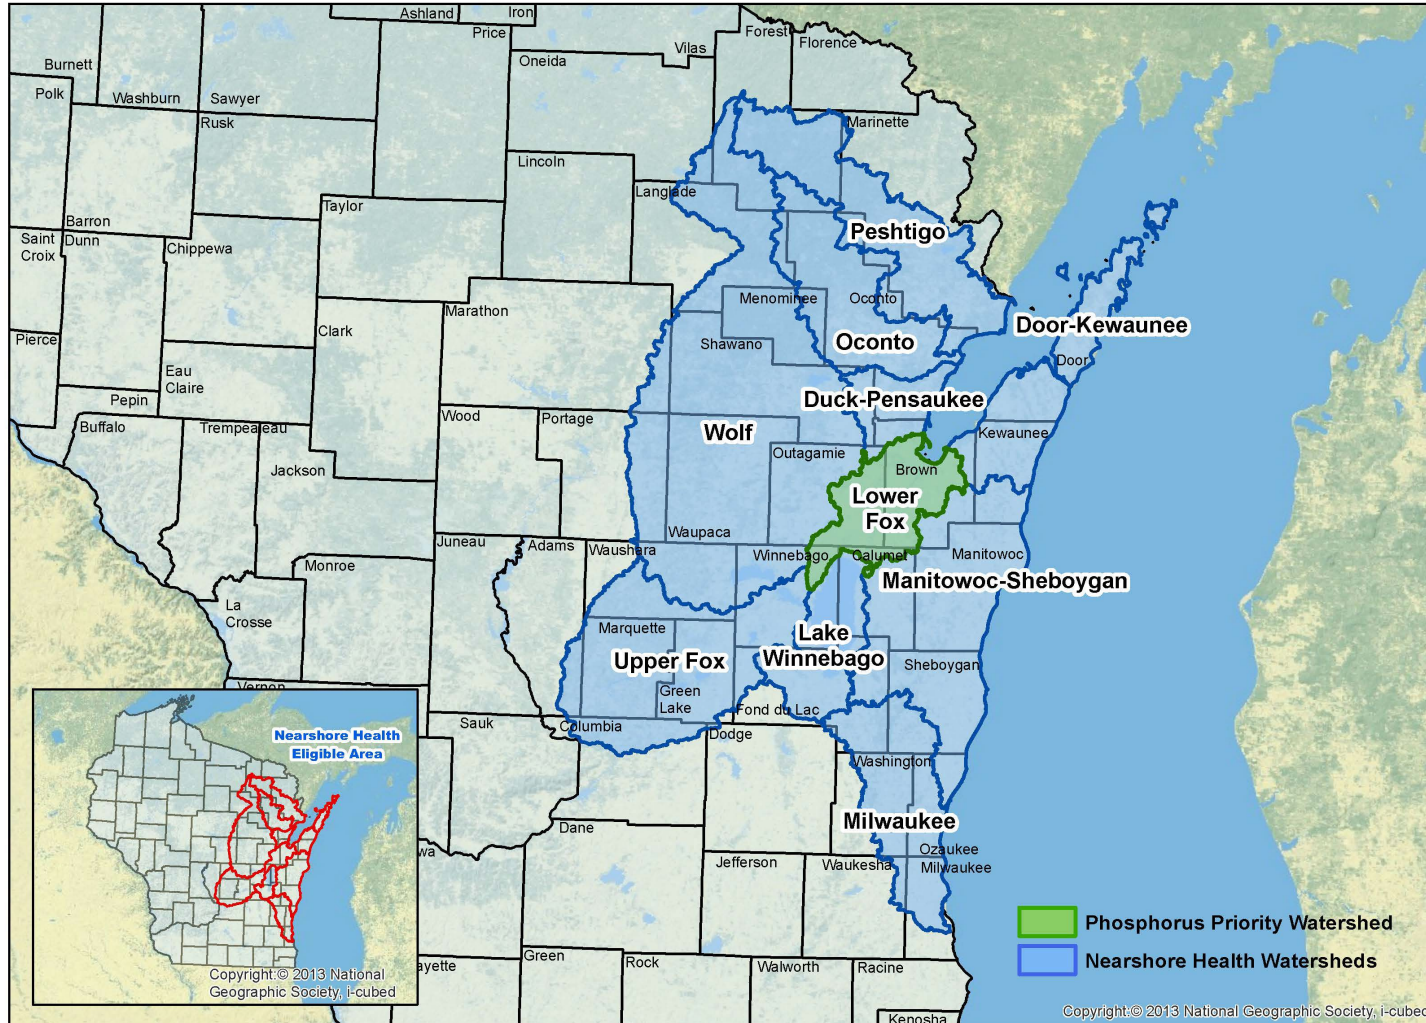 Ashland
Iron
Price
Forest
Florence
Vilas
Burnett
Oneida
Polk
Washburn
Sawyer
Rusk
Marinette
Lincoln
Langlade
Taylor
Barron
Saint
Croix
Dunn
Chippewa
Peshtigo
Menominee
Oconto
Marathon
Door-Kewaunee
Clark
Pierce
Shawano
Oconto
Door
Eau
Claire
Pepin
Duck-Pensaukee
Buffalo
Trempealeau
Wood
Portage
Wolf
Kewaunee
Outagamie
Jackson
Brown
Lower
Fox
Waupaca
Juneau
Adams
Waushara
Winnebago
Calumet
Manitowoc
Monroe
Manitowoc-Sheboygan
La
Crosse
Marquette
Lake
Winnebago
Upper Fox
Sheboygan
Vernon
Green
Lake
Fond du Lac
Sauk
Columbia
Dodge
Nearshore Health
Eligible Area
Washington
Milwaukee
Dane
Ozaukee
wa
Jefferson
Waukesha
Milwaukee
Phosphorus Priority Watershed
Nearshore Health Watersheds
ayette
Green
Rock
Walworth
Racine
Copyright:© 2013 National
Geographic Society, i-cubed
Copyright:© 2013 National Geographic Society, i-cubed
Kenosha